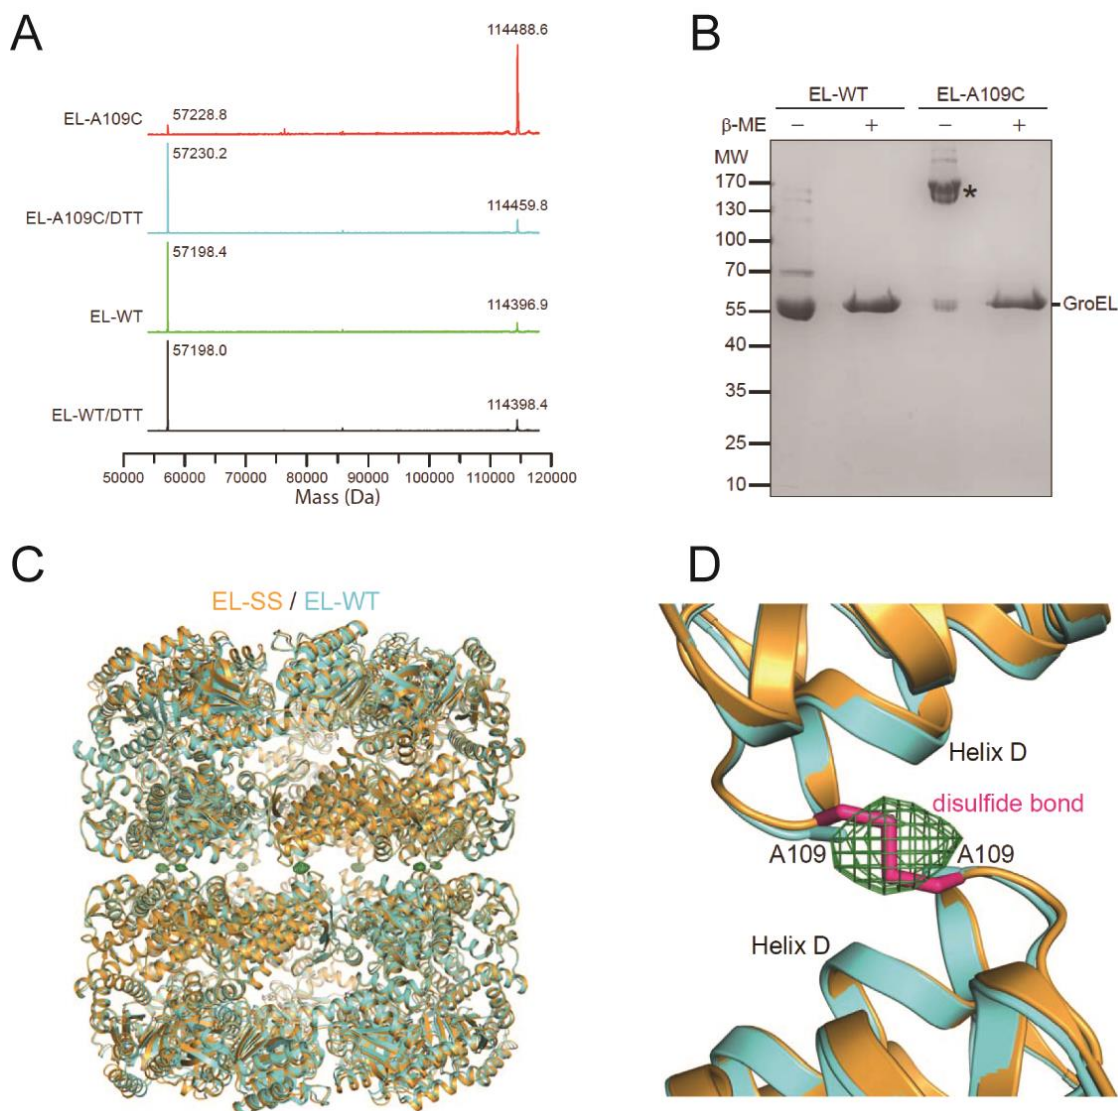 A
114488.6
EL-A109C
57228.8
57230.2
EL-A109C/DTT
114459.8
57198.4
EL-WT
114396.9
57198.0
EL-WT/DTT
114398.4
50000 60000 70000 80000 90000 100000 110000 120000
Mass (Da)
B
EL-WT EL-A109C
β-ME − + − +
MW
170
*
130
100
70
55
GroEL
40
35
25
10
C
EL-SS / EL-WT
D
Helix D
disulfide bond
A109 A109
Helix D